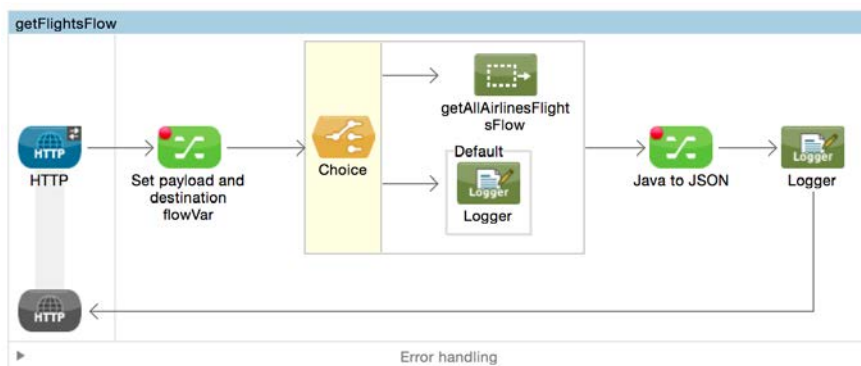 getFlightsFlow
HTTP
HTTP
Set payload and
destination
flowVar
Choice
getAllAirlinesFlight
sFlow
Default
Logger
Logger
Java to JSON
Logger
Logger
HTTP
Error handling